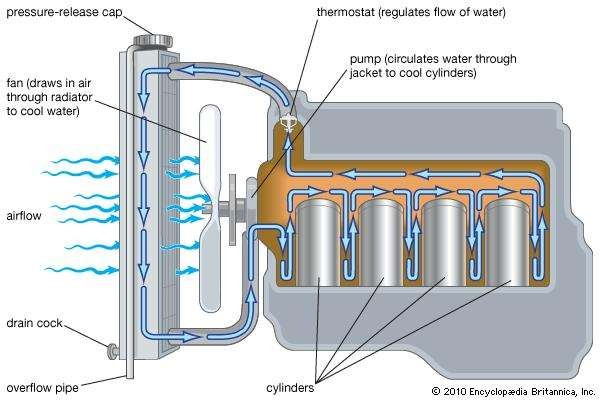 pressure-release cap
thermostat (regulates flow of water)
pump (circulates water through
jacket to cool cylinders)
fan (draws in air
through radiator
to cool water)
airflow
drain cock
overflow pipe
cylinders
© 2010 Encyclopædia Britannica, Inc.